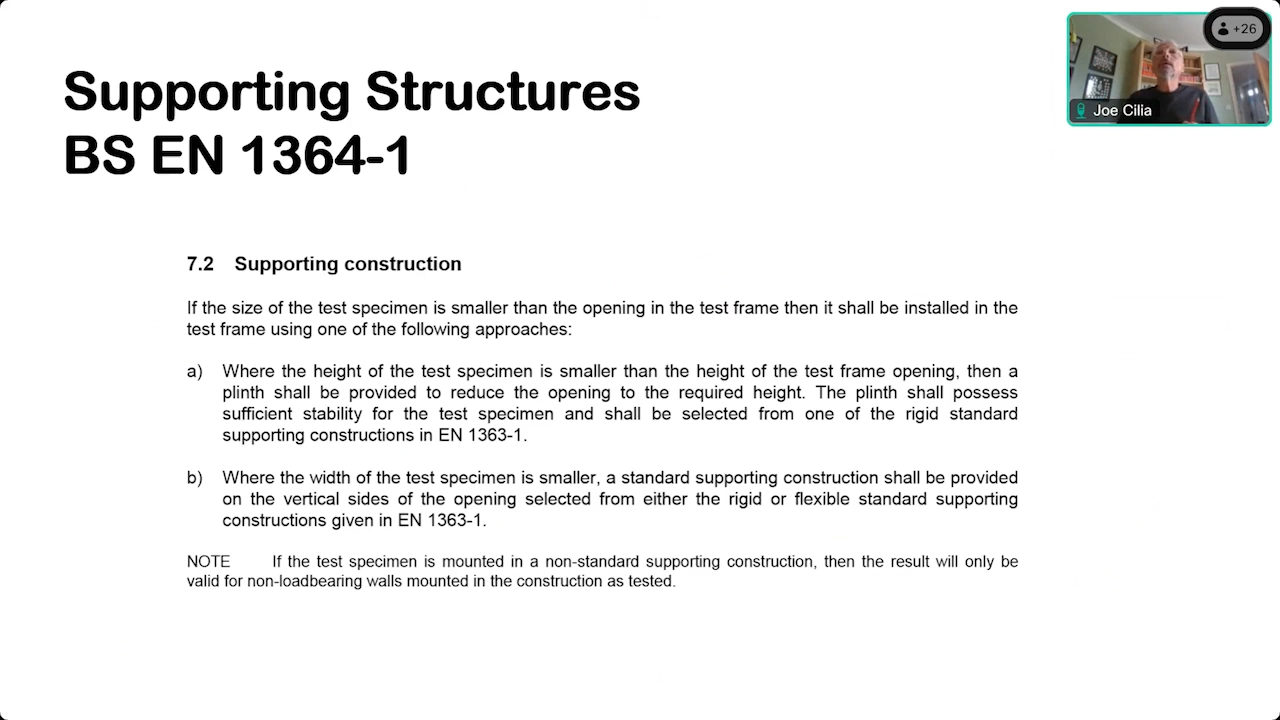 Supporting Structures
BS EN 1364-1
+26
Joe Cilia
7.2 Supporting construction
If the size of the test specimen is smaller than the opening in the test frame then it shall be installed in the
test frame using one of the following approaches:
a) Where the height of the test specimen is smaller than the height of the test frame opening, then a
plinth shall be provided to reduce the opening to the required height. The plinth shall possess
sufficient stability for the test specimen and shall be selected from one of the rigid standard
supporting constructions in EN 1363-1.
b) Where the width of the test specimen is smaller, a standard supporting construction shall be provided
on the vertical sides of the opening selected from either the rigid or flexible standard supporting
constructions given in EN 1363-1.
NOTE If the test specimen is mounted in a non-standard supporting construction, then the result will only be
valid for non-loadbearing walls mounted in the construction as tested.